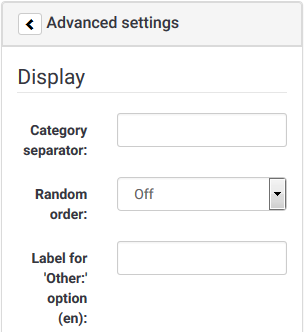 Advanced settings
Display
Category
separator:
Random
order:
Off
Label for
'Other:'
option
(en):